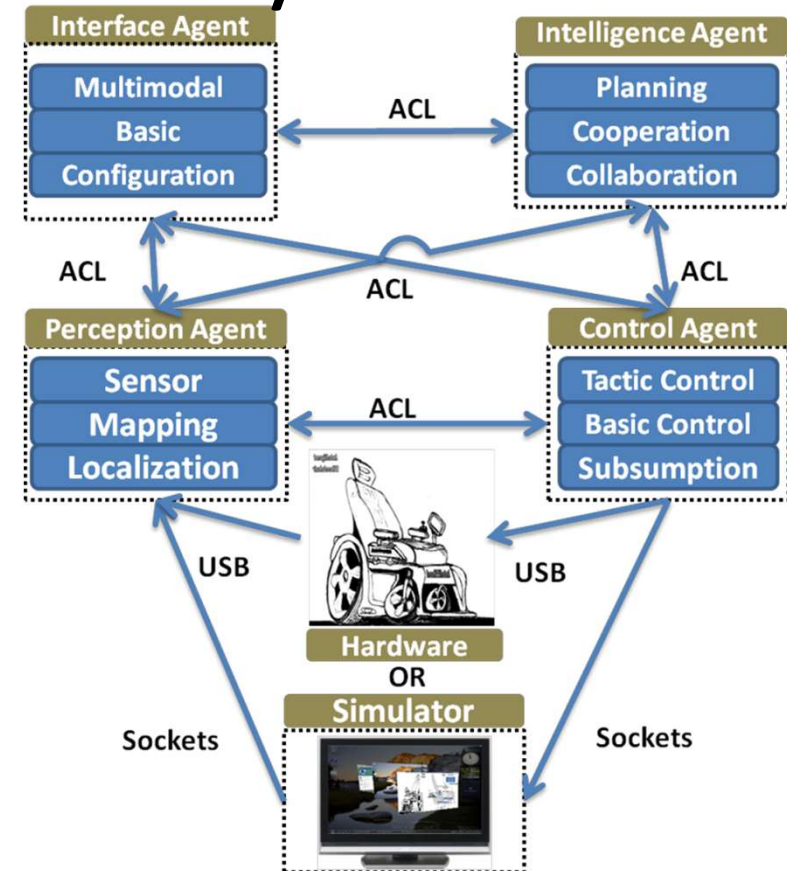 Interface Agent
Intelligence Agent
Multimodal
Basic
Configuration
ACL
Planning
Cooperation
Collaboration
ACL
ACL
ACL
Perception Agent
Control Agent
Sensor
Mapping
Localization
ACL
Tactic Control
Basic Control
Subsumption
USB
USB
Hardware
OR
Simulator
Sockets
Sockets